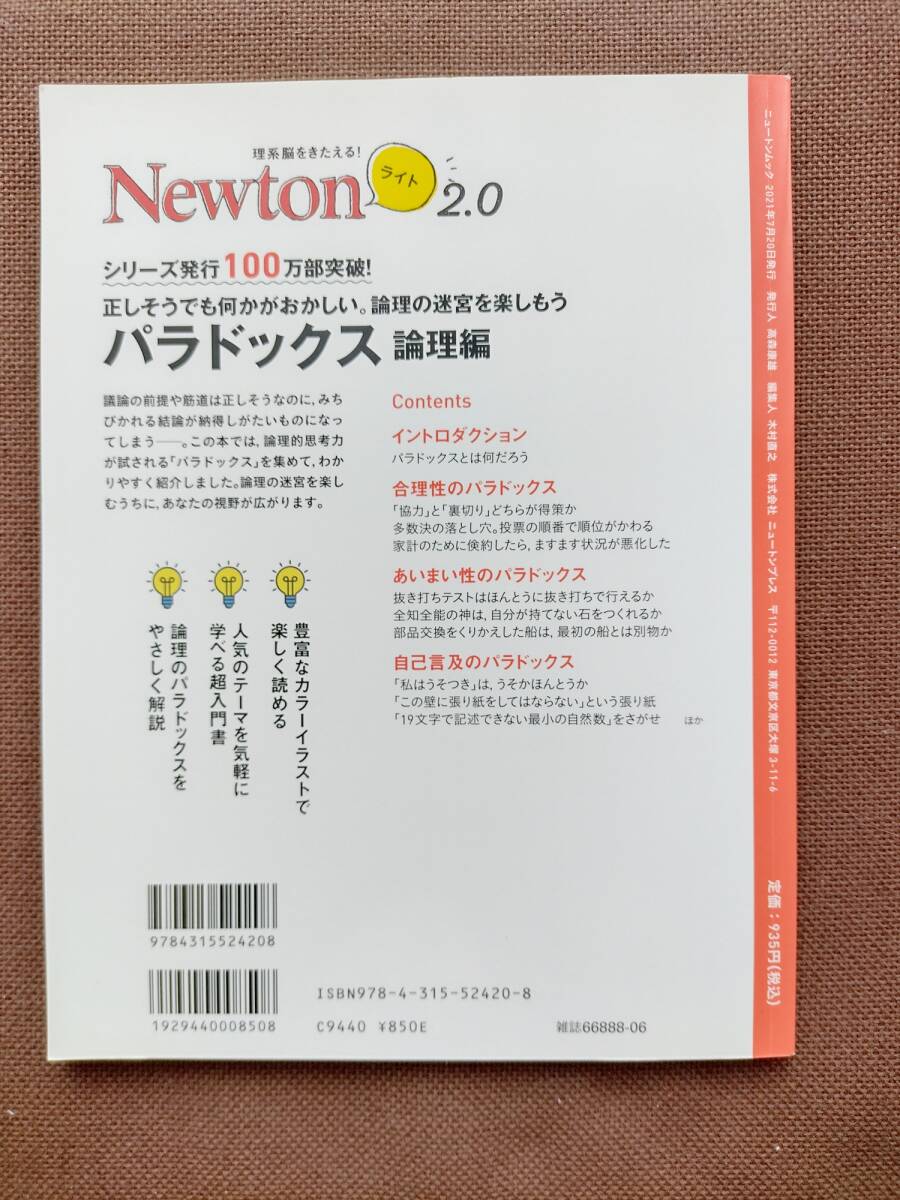 理系脳をきたえる!
Newton ライト 2.0
シリーズ発行100万部突破!
正しそうでも何かがおかしい。論理の迷宮を楽しもう
パラドックス 論理編
議論の前提や筋道は正しそうなのに,みち
びかれる結論が納得しがたいものになっ
てしまう――。この本では,論理的思考力
が試される「パラドックス」を集めて,わか
りやすく紹介しました。論理の迷宮を楽し
むうちに,あなたの視野が広がります。
Contents
イントロダクション
パラドックスとは何だろう
合理性のパラドックス
「協力」と「裏切り」どちらが得策か
多数決の落とし穴。投票の順番で順位がかわる
家計のために倹約したら,ますます状況が悪化した
あいまい性のパラドックス
抜き打ちテストはほんとうに抜き打ちで行えるか
全知全能の神は,自分が持てない石をつくれるか
部品交換をくりかえした船は,最初の船とは別物か
自己言及のパラドックス
「私はうそつき」は,うそかほんとうか
「この壁に張り紙をしてはならない」という張り紙
「19文字で記述できない最小の自然数」をさがせ ほか
豊富なカラーイラストで
楽しく読める
人気のテーマを気軽に
学べる超入門書
論理のパラドックスを
やさしく解説
9784315524208
1929440008508
ISBN978-4-315-52420-8
C9440 ¥850E
雑誌66888-06
ニュートンムック 2021年7月20日発行 発行人 高森康雄 編集人 木村直之 株式会社 ニュートンプレス 〒112-0012 東京都文京区大塚3-11-6
定価:935円(税込)